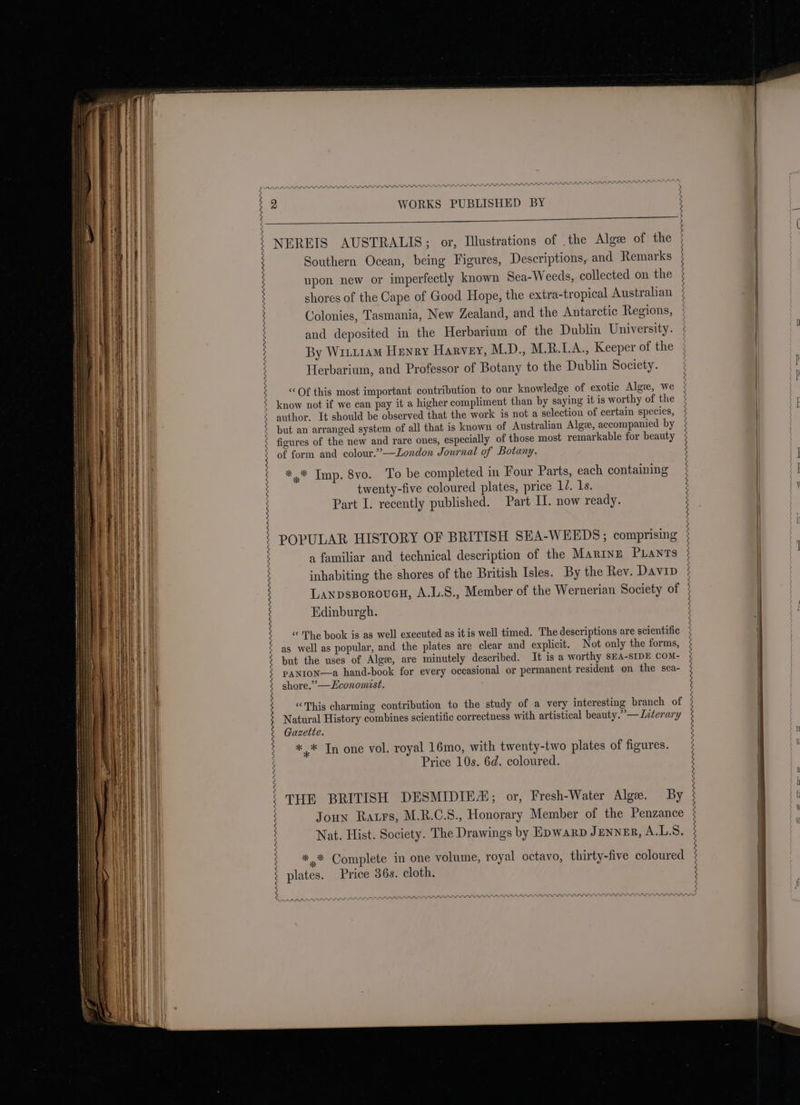 2 WORKS PUBLISHED BY
NEREIS AUSTRALIS; or, Illustrations of the Algæ of the
Southern Ocean, being Figures, Descriptions, and Remarks
upon new or imperfectly known Sea-Weeds, collected on the
shores of the Cape of Good Hope, the extra-tropical Australian
Colonies, Tasmania, New Zealand, and the Antarctic Regions,
and deposited in the Herbarium of the Dublin University.
By William Henry Harvey, M.D., M.R.I.A., Keeper of the
Herbarium, and Professor of Botany to the Dublin Society.
“Of this most important contribution to our knowledge of exotic Algæ, we
know not if we can pay it a higher compliment than by saying it is worthy of the
author. It should be observed that the work is not a selection of certain species,
but an arranged system of all that is known of Australian Algæ, accompanied by
figures of the new and rare ones, especially of those most remarkable for beauty
of form and colour.”—London Journal of Botany.
*** Imp. 8vo. To be completed in Four Parts, each containing
twenty-five coloured plates, price 1l. 1s.
Part I. recently published. Part II. now ready.
POPULAR HISTORY OF BRITISH SEA-WEEDS; comprising
a familiar and technical description of the Marine Plants
inhabiting the shores of the British Isles. By the Rev. David
Landsborough, A.L.S., Member of the Wernerian Society of
Edinburgh.
“The book is as well executed as it is well timed. The descriptions are scientific
as well as popular, and the plates are clear and explicit. Not only the forms,
but the uses of Algæ, are minutely described. It is a worthy SEA-SIDE COM-
PANION—a hand-book for every occasional or permanent resident on the sea-
shore.”—Economist.
“This charming contribution to the study of a very interesting branch of
Natural History combines scientific correctness with artistical beauty.”—Literary
Gazette.
*** In one vol. royal 16mo, with twenty-two plates of figures.
Price 10s. 6d. coloured.
THE BRITISH DESMIDIEÆ; or, Fresh-Water Algæ. By
John Ralfs, M.R.C.S., Honorary Member of the Penzance
Nat. Hist. Society. The Drawings by Edward Jenner, A.L.S.
*** Complete in one volume, royal octavo, thirty-five coloured
plates. Price 36s. cloth.